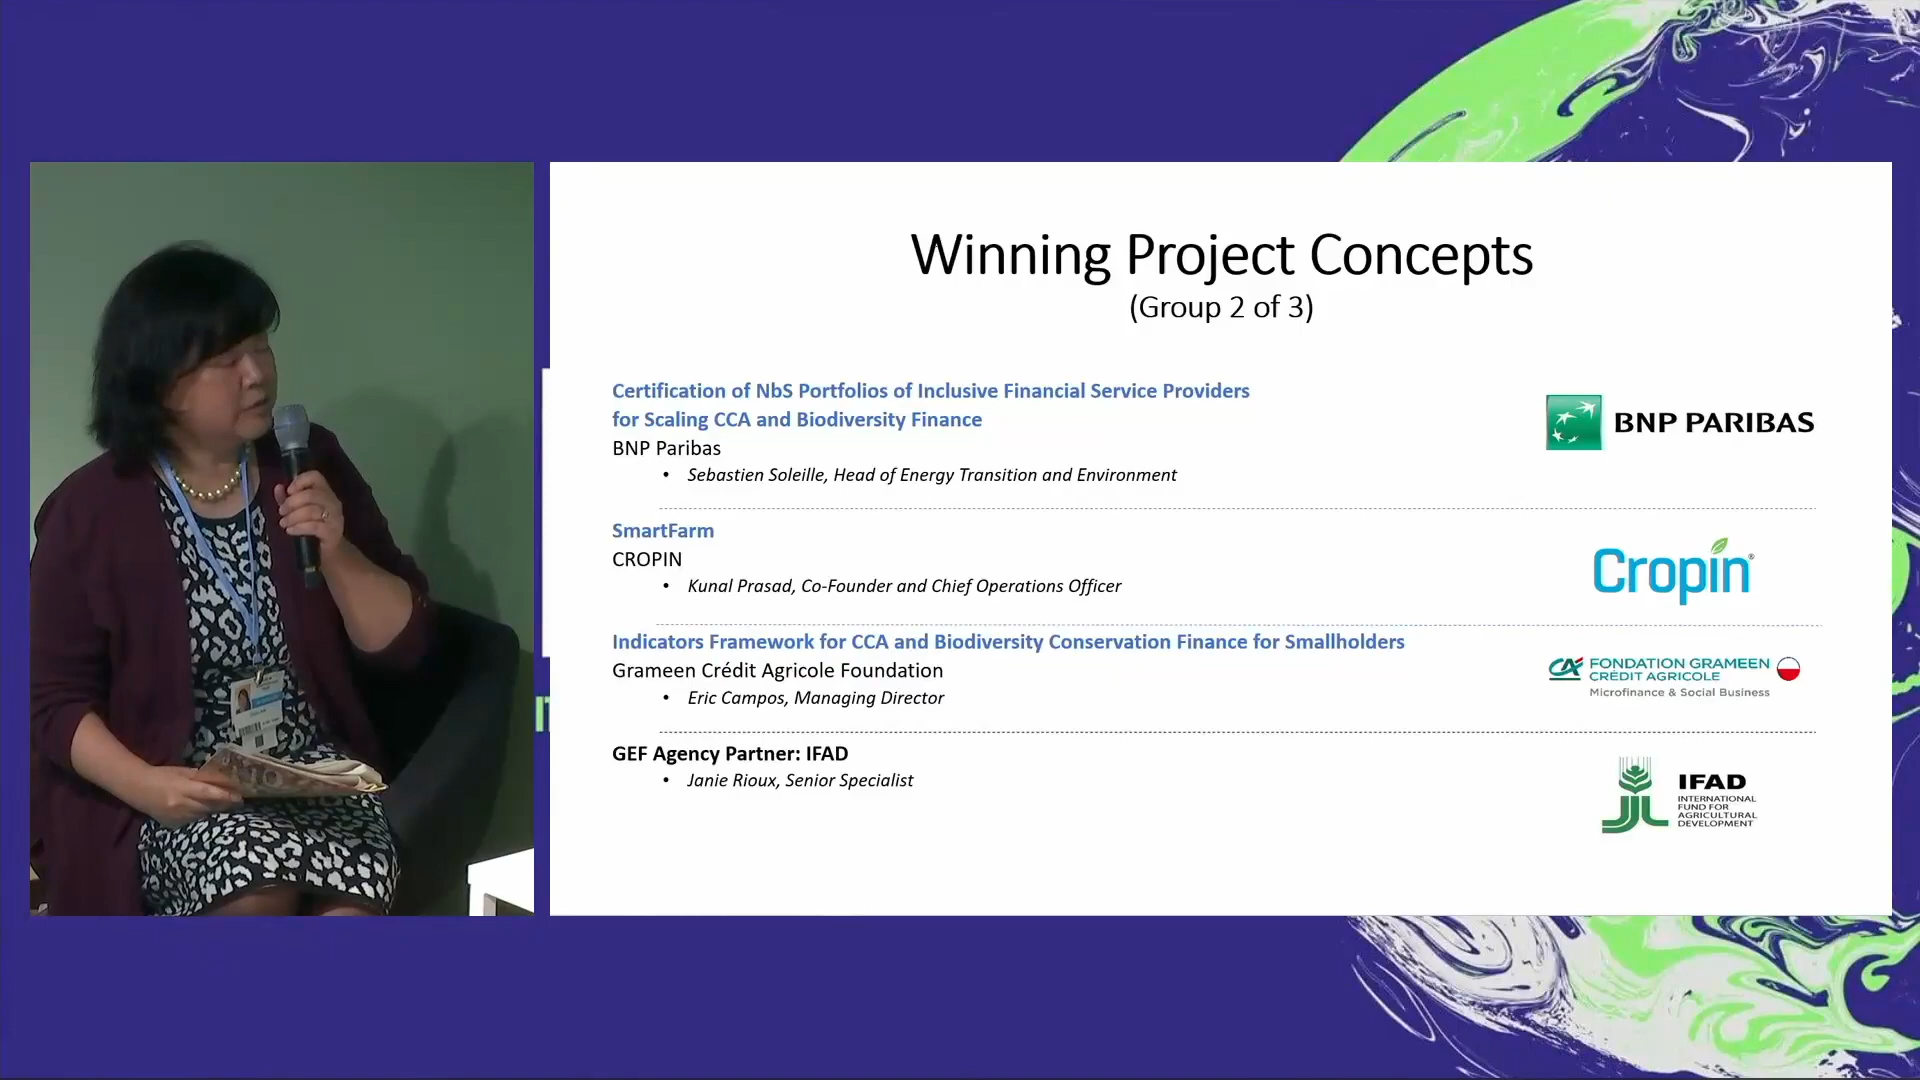 Winning Project Concepts
(Group 2 of 3)
Certification of NbS Portfolios of Inclusive Financial Service Providers
for Scaling CCA and Biodiversity Finance
BNP Paribas
• Sebastien Soleille, Head of Energy Transition and Environment
BNP PARIBAS
SmartFarm
CROPIN
• Kunal Prasad, Co-Founder and Chief Operations Officer
Cropin®
Indicators Framework for CCA and Biodiversity Conservation Finance for Smallholders
Grameen Crédit Agricole Foundation
• Eric Campos, Managing Director
CA FONDATION GRAMEEN
CRÉDIT AGRICOLE
Microfinance & Social Business
GEF Agency Partner: IFAD
• Janie Rioux, Senior Specialist
IFAD
INTERNATIONAL
FUND FOR
AGRICULTURAL
DEVELOPMENT